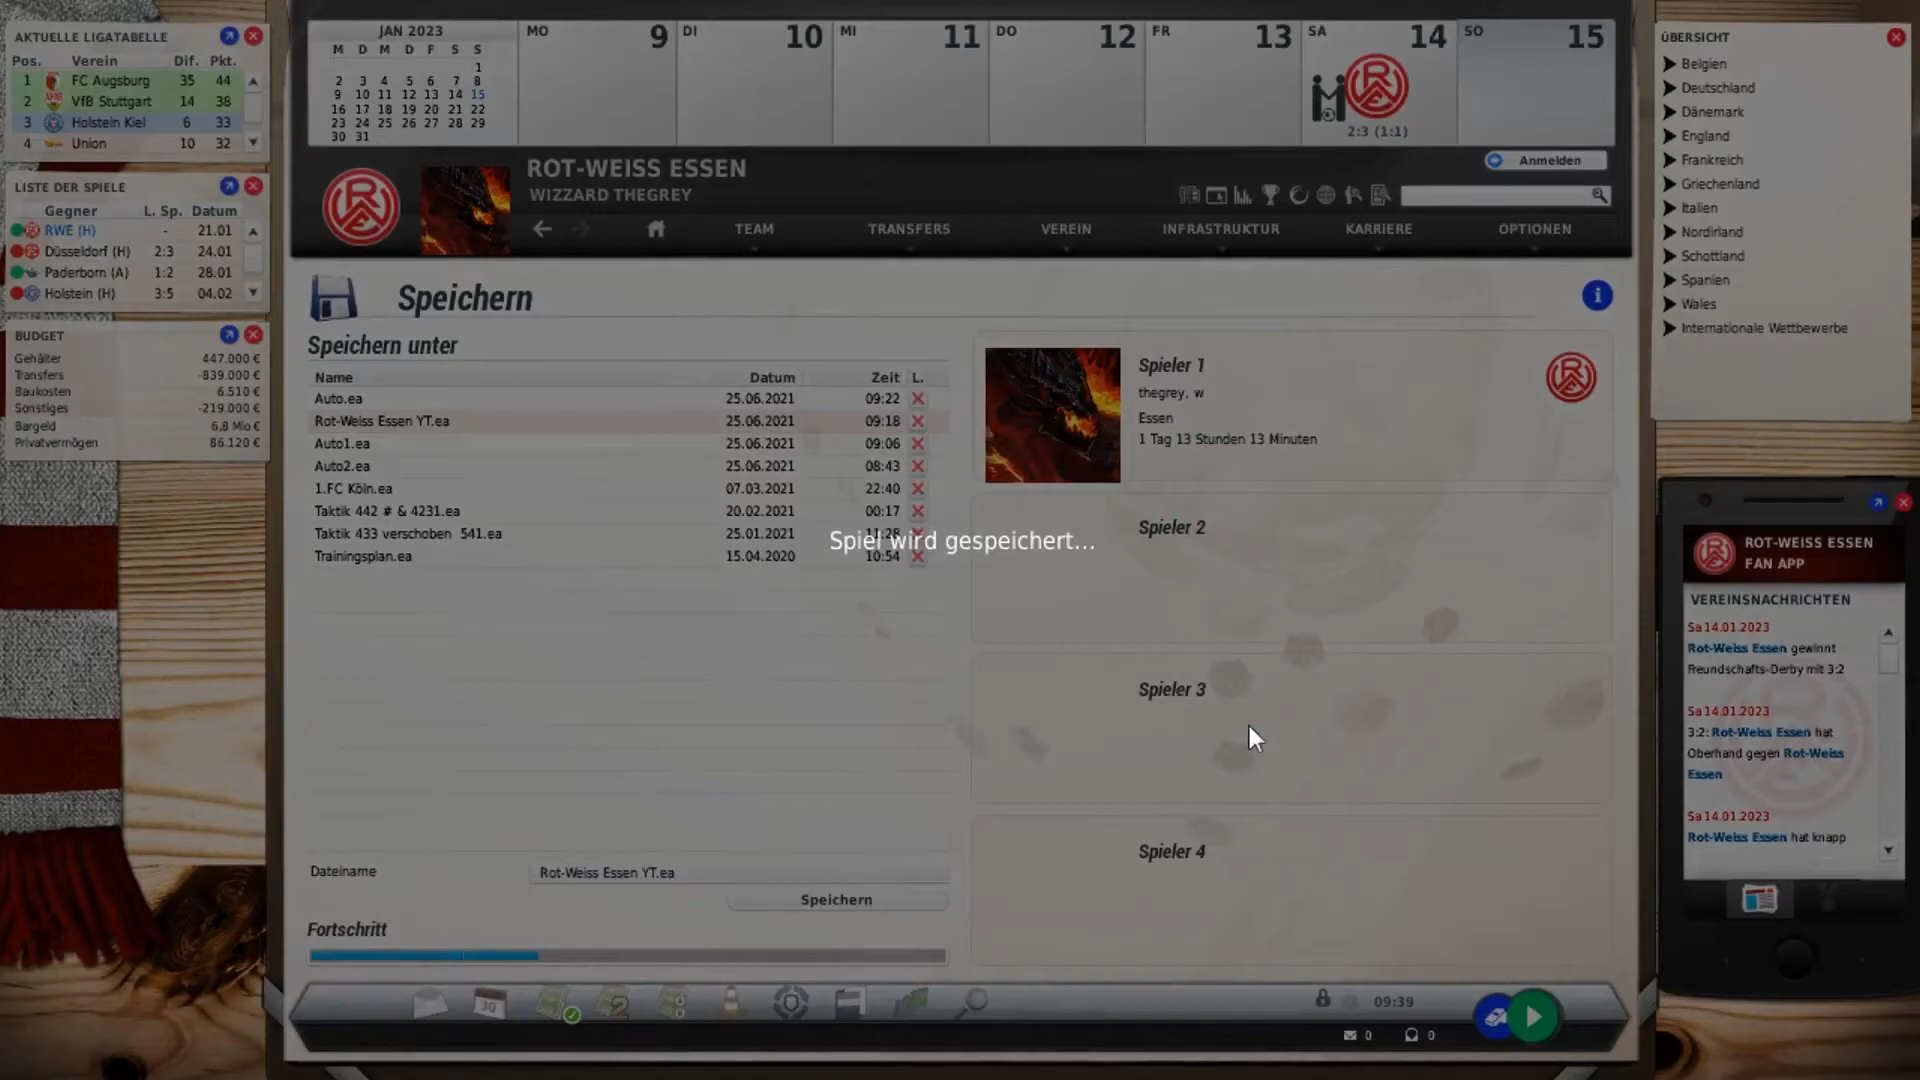 AKTUELLE LIGATABELLE
Pos. Verein Dif. Pkt.
1 FC Augsburg 35 44
2 VfB Stuttgart 14 38
3 Holstein Kiel 6 33
4 Union 10 32
LISTE DER SPIELE
Gegner L. Sp. Datum
RWE (H) - 21.01
Düsseldorf (H) 2:3 24.01
Paderborn (A) 1:2 28.01
Holstein (H) 3:5 04.02
BUDGET
Gehälter 447.000 €
Transfers -839.000 €
Baukosten 6.510 €
Sonstiges -219.000 €
Bargeld 6,8 Mio €
Privatvermögen 86.120 €
JAN 2023
M D M D F S S
1
2 3 4 5 6 7 8
9 10 11 12 13 14 15
16 17 18 19 20 21 22
23 24 25 26 27 28 29
30 31
MO 9
DI 10
MI 11
DO 12
FR 13
SA 14
2:3 (1:1)
SO 15
ROT-WEISS ESSEN
WIZZARD THEGREY
Anmelden
TEAM TRANSFERS VEREIN INFRASTRUKTUR KARRIERE OPTIONEN
Speichern
Speichern unter
Name Datum Zeit L.
Auto.ea 25.06.2021 09:22
Rot-Weiss Essen YT.ea 25.06.2021 09:18
Auto1.ea 25.06.2021 09:06
Auto2.ea 25.06.2021 08:43
1.FC Köln.ea 07.03.2021 22:40
Taktik 442 # & 4231.ea 20.02.2021 00:17
Taktik 433 verschoben 541.ea 25.01.2021 11:28
Trainingsplan.ea 15.04.2020 10:54
Spiel wird gespeichert...
Dateiname Rot-Weiss Essen YT.ea
Speichern
Fortschritt
Spieler 1
thegrey, w
Essen
1 Tag 13 Stunden 13 Minuten
Spieler 2
Spieler 3
Spieler 4
30
2
09:39
0 0
ÜBERSICHT
Belgien
Deutschland
Dänemark
England
Frankreich
Griechenland
Italien
Nordirland
Schottland
Spanien
Wales
Internationale Wettbewerbe
ROT-WEISS ESSEN
FAN APP
VEREINSNACHRICHTEN
Sa 14.01.2023
Rot-Weiss Essen gewinnt
Freundschafts-Derby mit 3:2
Sa 14.01.2023
3:2: Rot-Weiss Essen hat
Oberhand gegen Rot-Weiss
Essen
Sa 14.01.2023
Rot-Weiss Essen hat knapp